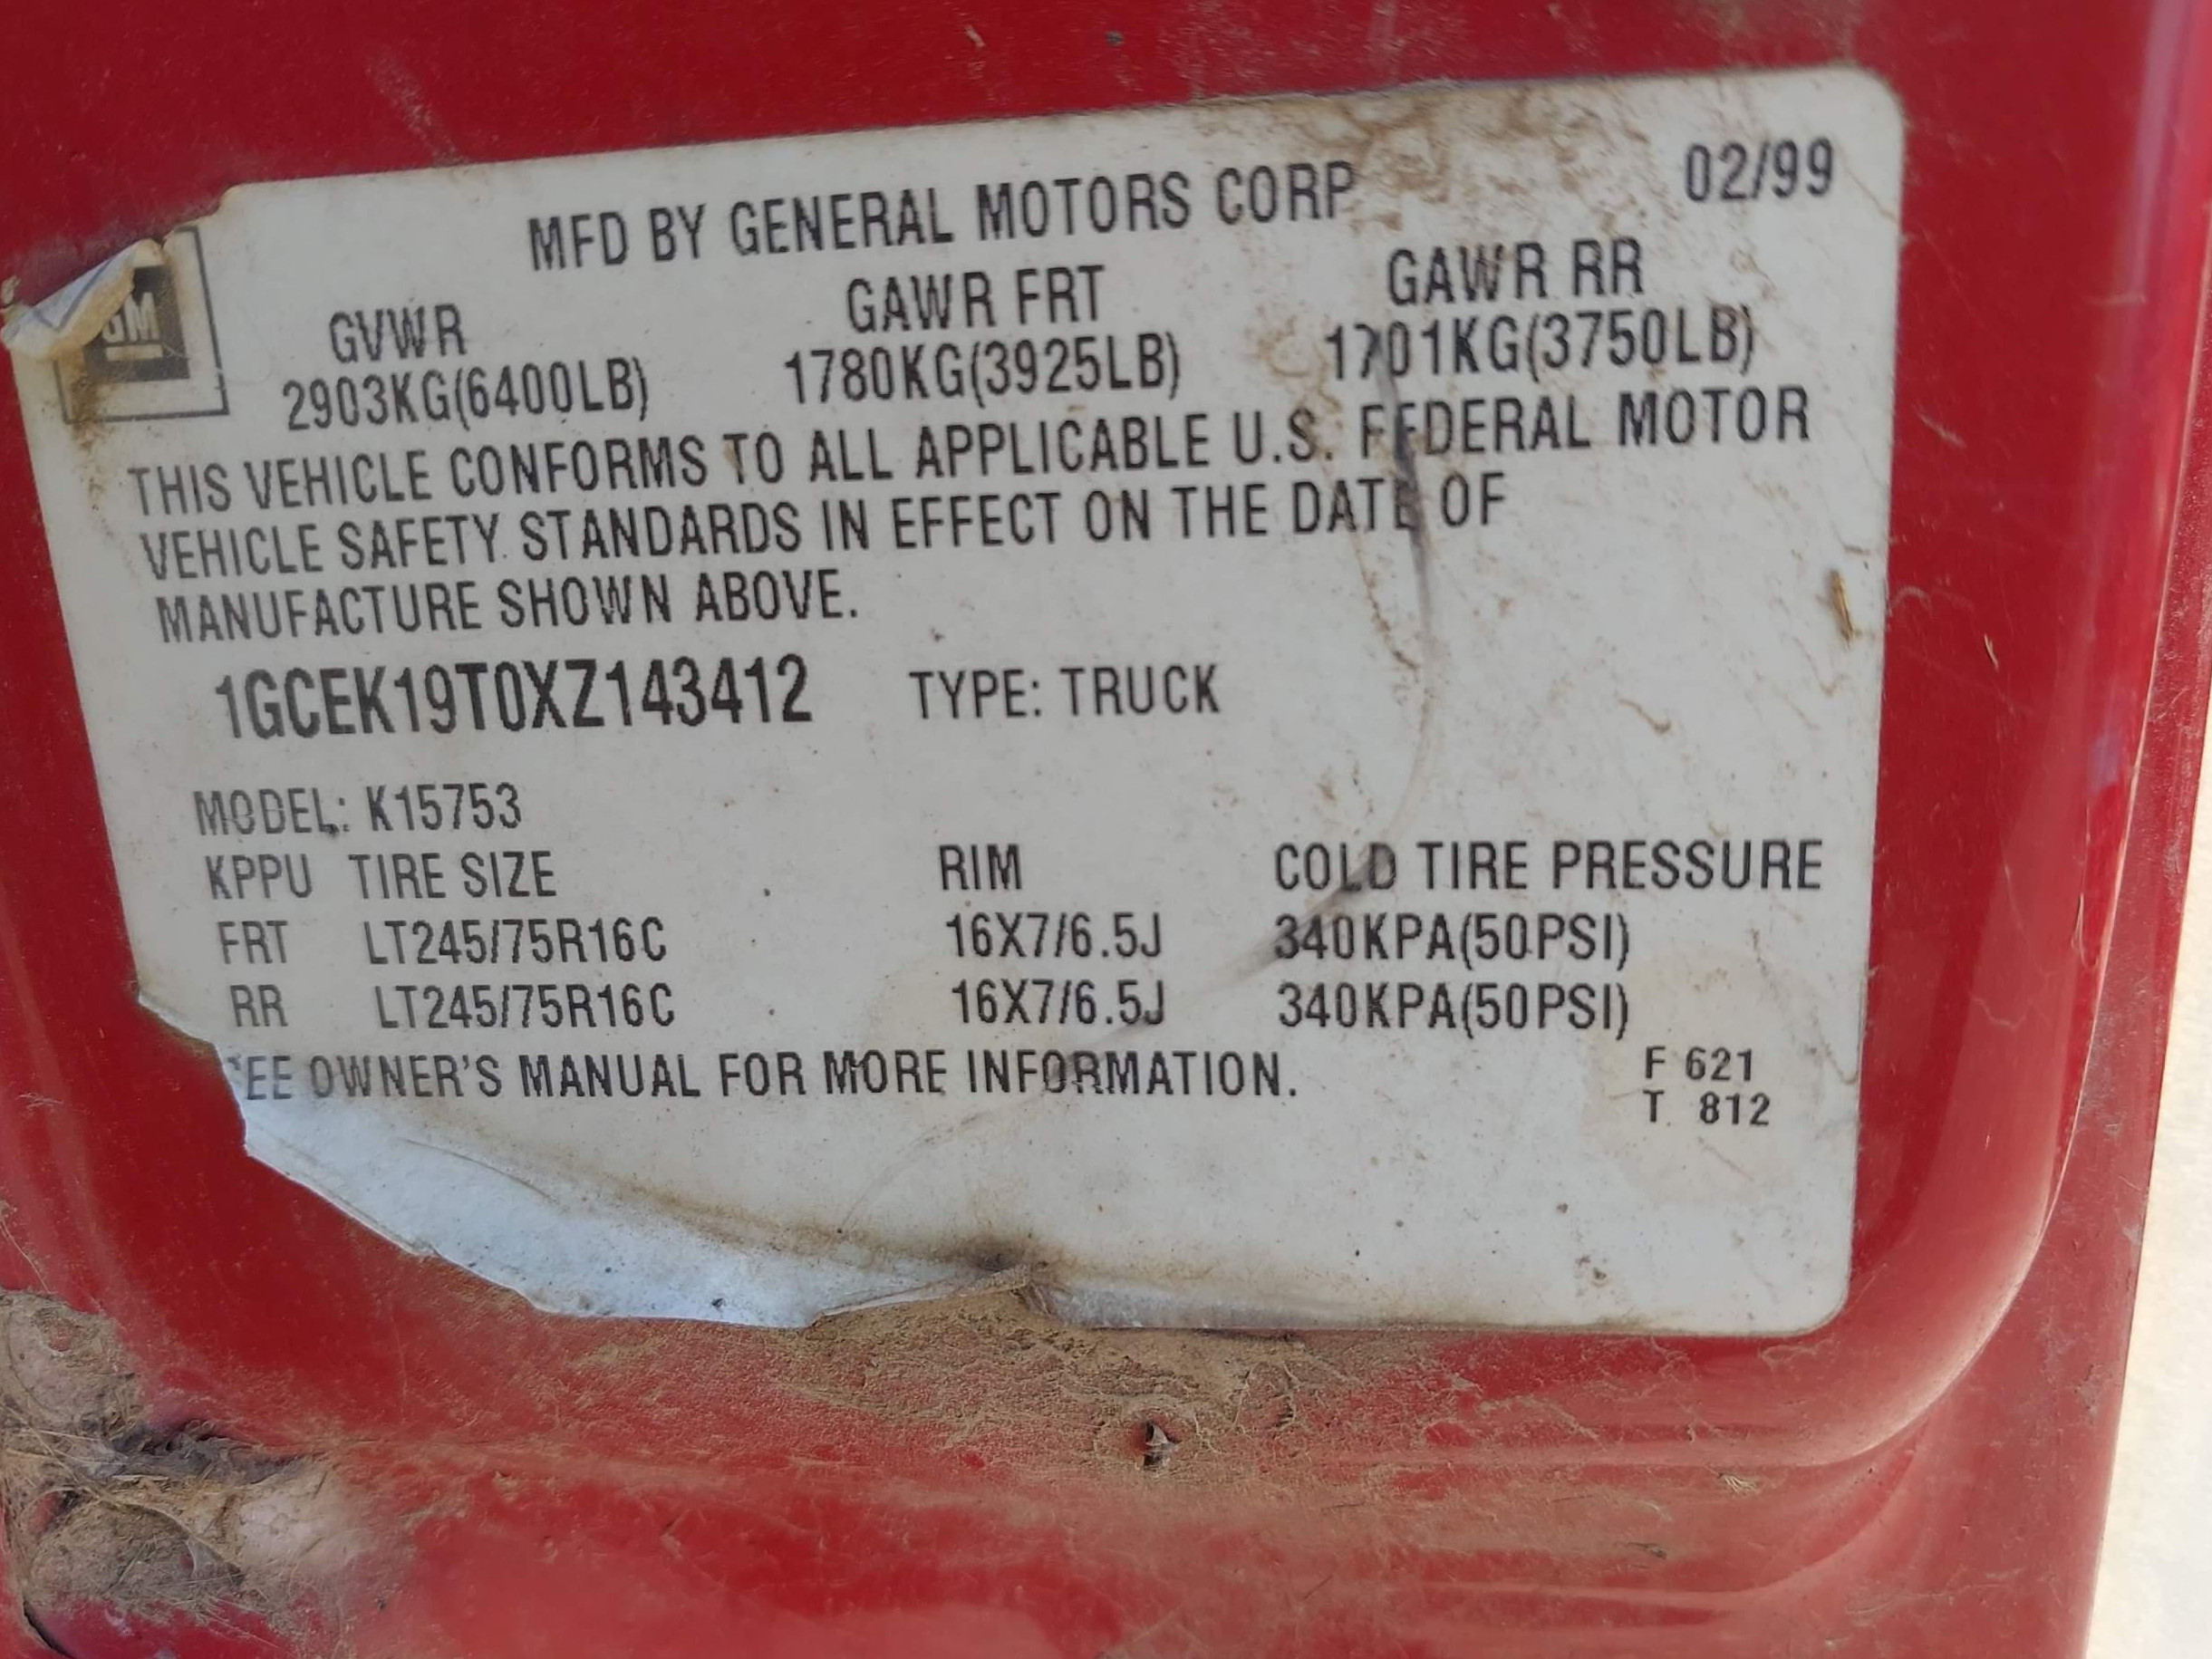 MFD BY GENERAL MOTORS CORP 02/99
GM
GVWR GAWR FRT GAWR RR
2903KG(6400LB) 1780KG(3925LB) 1701KG(3750LB)
THIS VEHICLE CONFORMS TO ALL APPLICABLE U.S. FEDERAL MOTOR
VEHICLE SAFETY STANDARDS IN EFFECT ON THE DATE OF
MANUFACTURE SHOWN ABOVE.
1GCEK19T0XZ143412 TYPE: TRUCK
MODEL: K15753
KPPU TIRE SIZE RIM COLD TIRE PRESSURE
FRT LT245/75R16C 16X7/6.5J 340KPA(50PSI)
RR LT245/75R16C 16X7/6.5J 340KPA(50PSI)
SEE OWNER'S MANUAL FOR MORE INFORMATION.
F 621
T 812